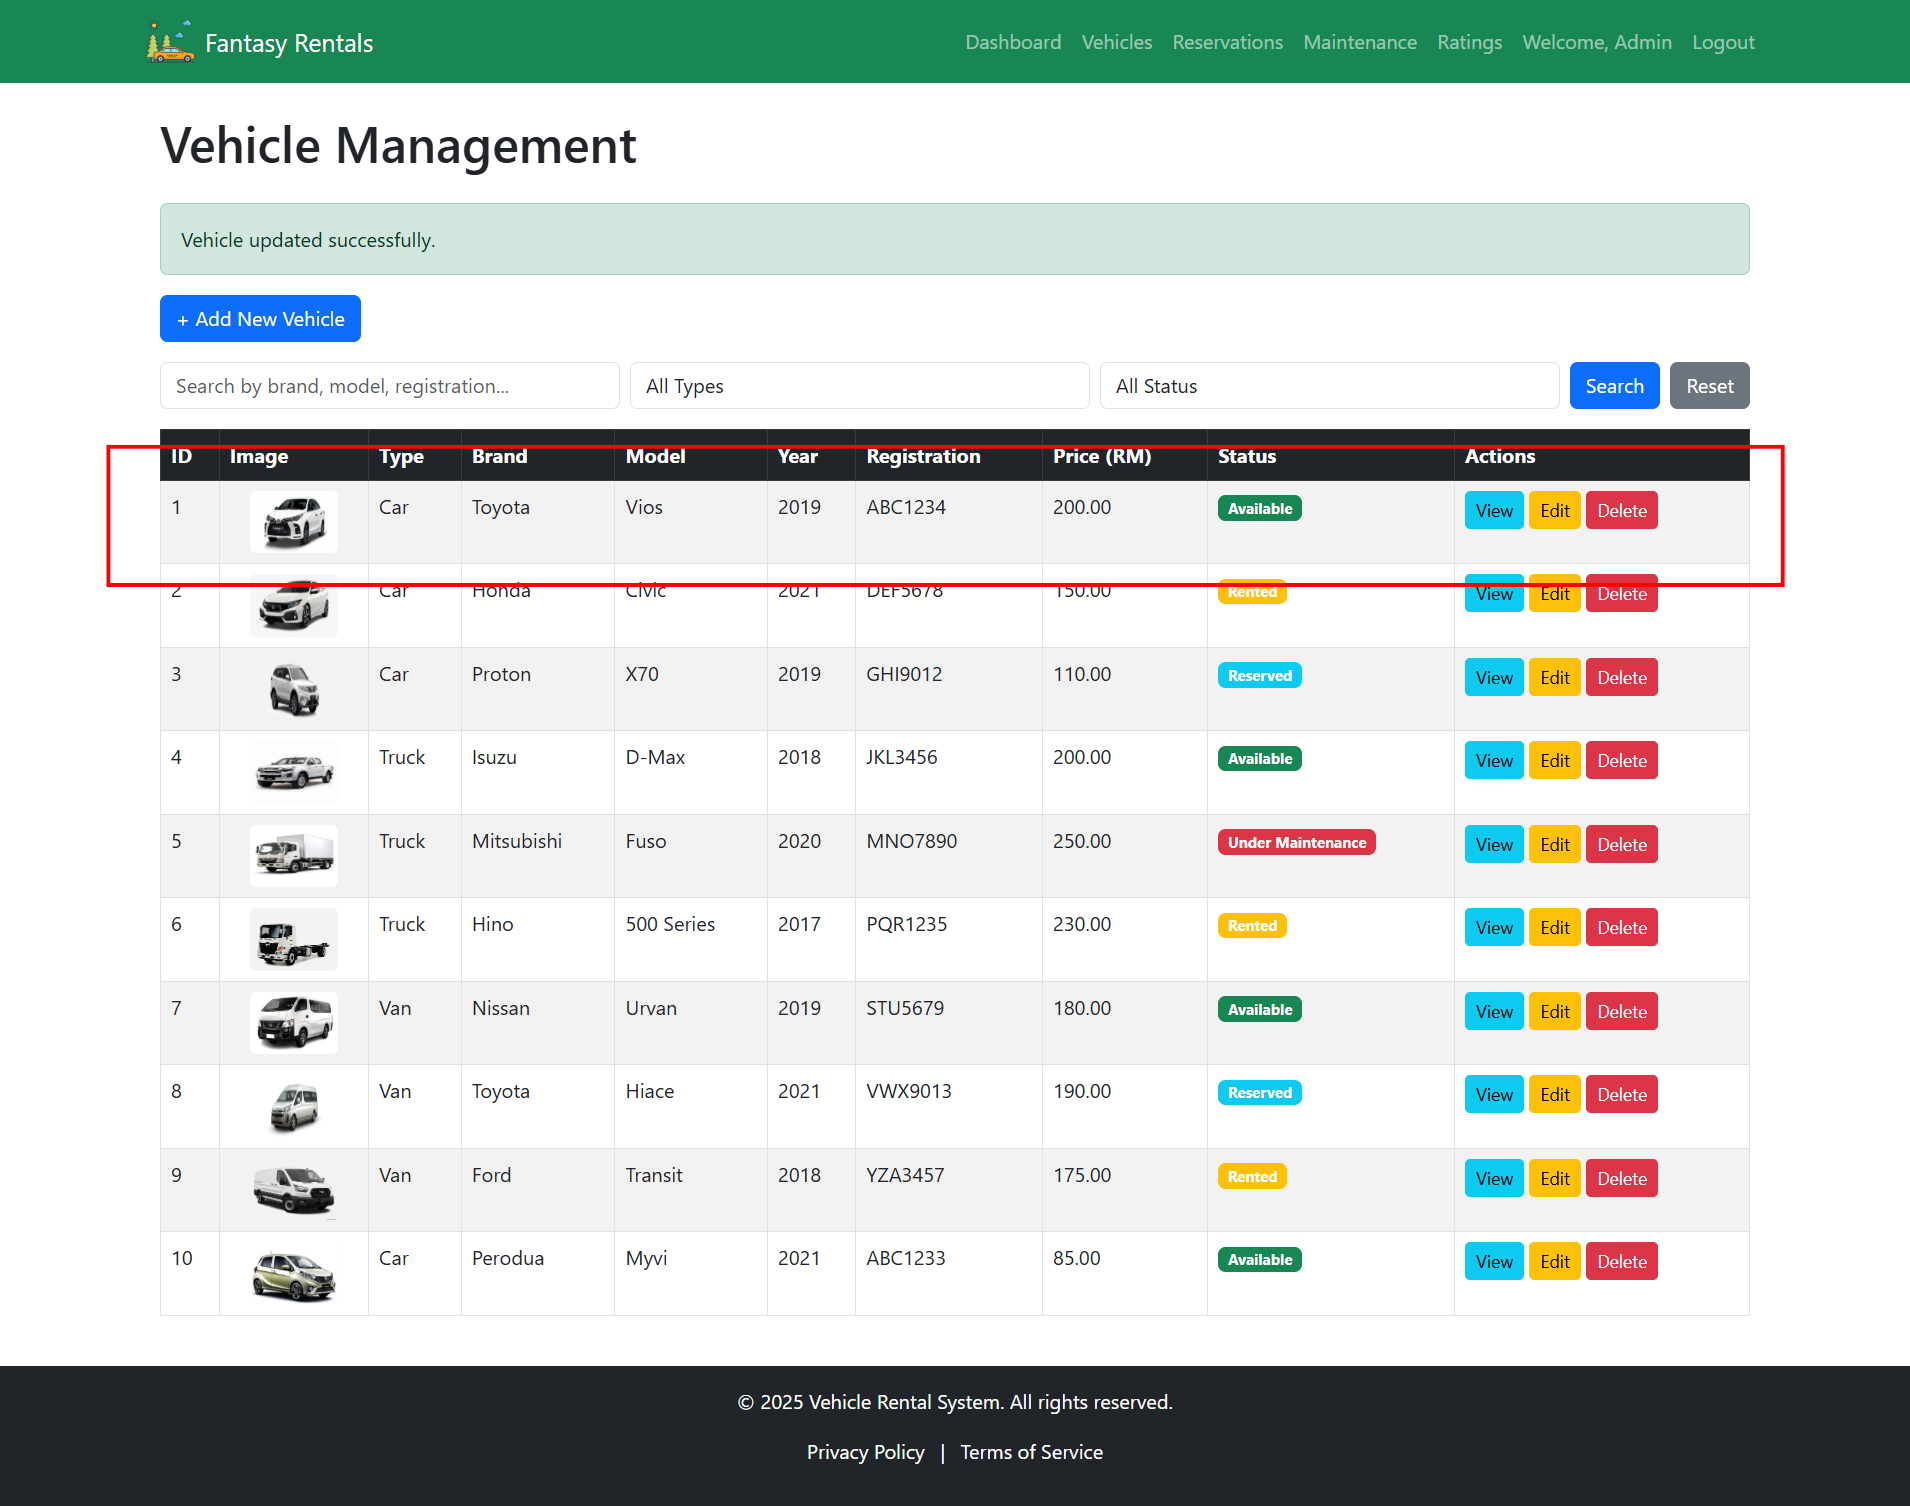 Fantasy Rentals Dashboard Vehicles Reservations Maintenance Ratings Welcome, Admin Logout
Vehicle Management
Vehicle updated successfully.
+ Add New Vehicle
Search by brand, model, registration... All Types All Status Search Reset
ID Image Type Brand Model Year Registration Price (RM) Status Actions
1 Car Toyota Vios 2019 ABC1234 200.00 Available View Edit Delete
2 Car Honda Civic 2021 DEF5678 150.00 Rented View Edit Delete
3 Car Proton X70 2019 GHI9012 110.00 Reserved View Edit Delete
4 Truck Isuzu D-Max 2018 JKL3456 200.00 Available View Edit Delete
5 Truck Mitsubishi Fuso 2020 MNO7890 250.00 Under Maintenance View Edit Delete
6 Truck Hino 500 Series 2017 PQR1235 230.00 Rented View Edit Delete
7 Van Nissan Urvan 2019 STU5679 180.00 Available View Edit Delete
8 Van Toyota Hiace 2021 VWX9013 190.00 Reserved View Edit Delete
9 Van Ford Transit 2018 YZA3457 175.00 Rented View Edit Delete
10 Car Perodua Myvi 2021 ABC1233 85.00 Available View Edit Delete
© 2025 Vehicle Rental System. All rights reserved.
Privacy Policy | Terms of Service